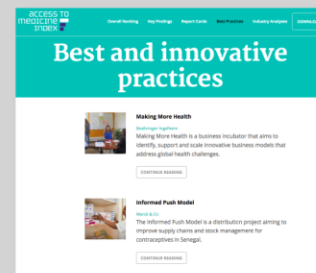 access to
medicine
index
Overall Ranking Key Findings Report Cards Best Practices Industry Analyses DOWNLO
Best and innovative
practices
Making More Health
Boehringer Ingelheim
Making More Health is a business incubator that aims to
identify, support and scale innovative business models that
address global health challenges.
CONTINUE READING
Informed Push Model
Merck & Co.
The Informed Push Model is a distribution project aiming to
improve supply chains and stock management for
contraceptives in Senegal.
CONTINUE READING